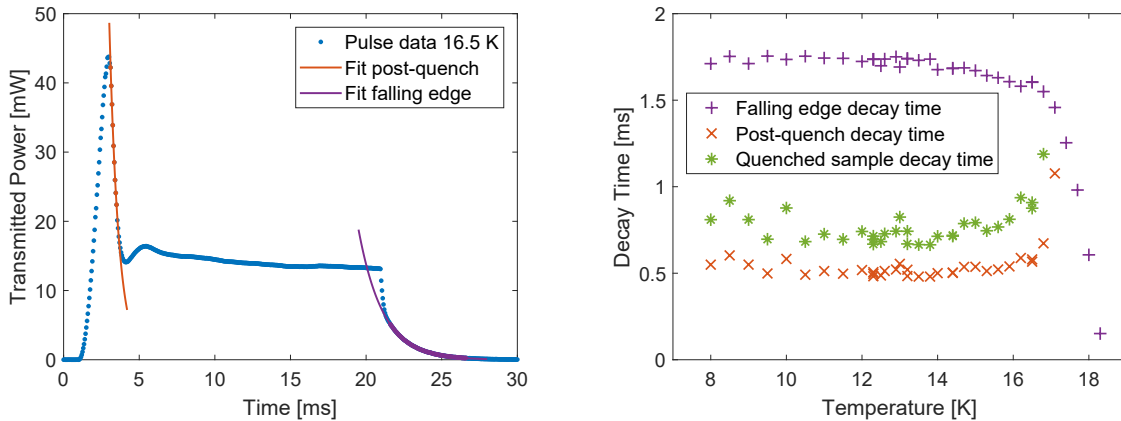 50
40
30
20
10
0
0
5
10
15
20
25
30
Transmitted Power [mW]
Time [ms]
Pulse data 16.5 K
Fit post-quench
Fit falling edge
2
1.5
1
0.5
0
8
10
12
14
16
18
Decay Time [ms]
Temperature [K]
Falling edge decay time
Post-quench decay time
Quenched sample decay time